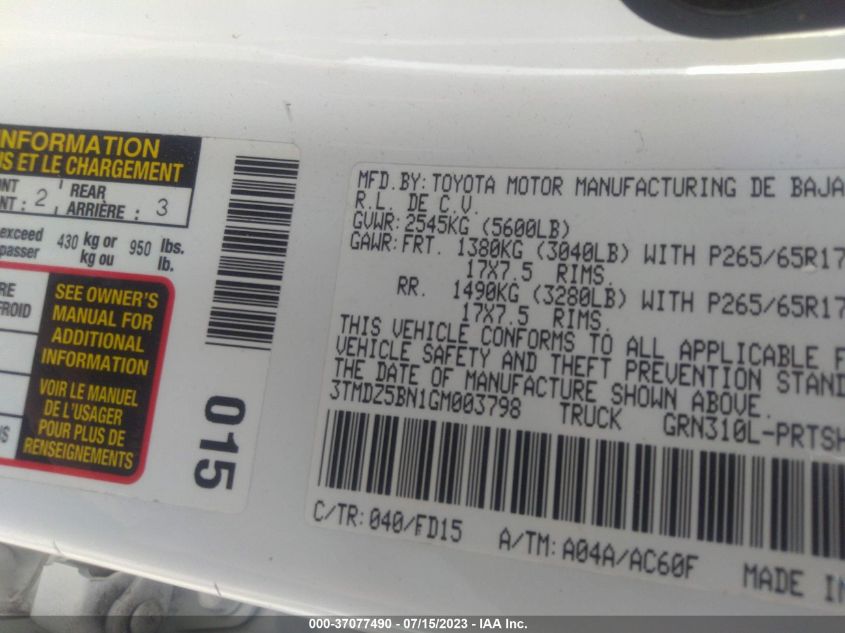 INFORMATION
US ET LE CHARGEMENT
ONT 2 REAR 3
NT : ARRIÈRE :
exceed 430 kg or 950 lbs.
passer kg ou lb.
RE
FROID
SEE OWNER'S
MANUAL FOR
ADDITIONAL
INFORMATION
VOIR LE MANUEL
DE L'USAGER
POUR PLUS DE
RENSEIGNEMENTS
015
MFD.BY:TOYOTA MOTOR MANUFACTURING DE BAJA
R.L. DE C.V.
GVWR:2545KG (5600LB)
GAWR:FRT. 1380KG (3040LB) WITH P265/65R17
17X7.5 RIMS.
RR. 1490KG (3280LB) WITH P265/65R17
17X7.5 RIMS.
THIS VEHICLE CONFORMS TO ALL APPLICABLE F
VEHICLE SAFETY AND THEFT PREVENTION STAND
THE DATE OF MANUFACTURE SHOWN ABOVE.
3TMDZ5BN1GM003798 TRUCK GRN310L-PRTSH
C/TR:040/FD15 A/TM:A04A/AC60F
MADE IN
000-37077490 - 07/15/2023 - IAA Inc.